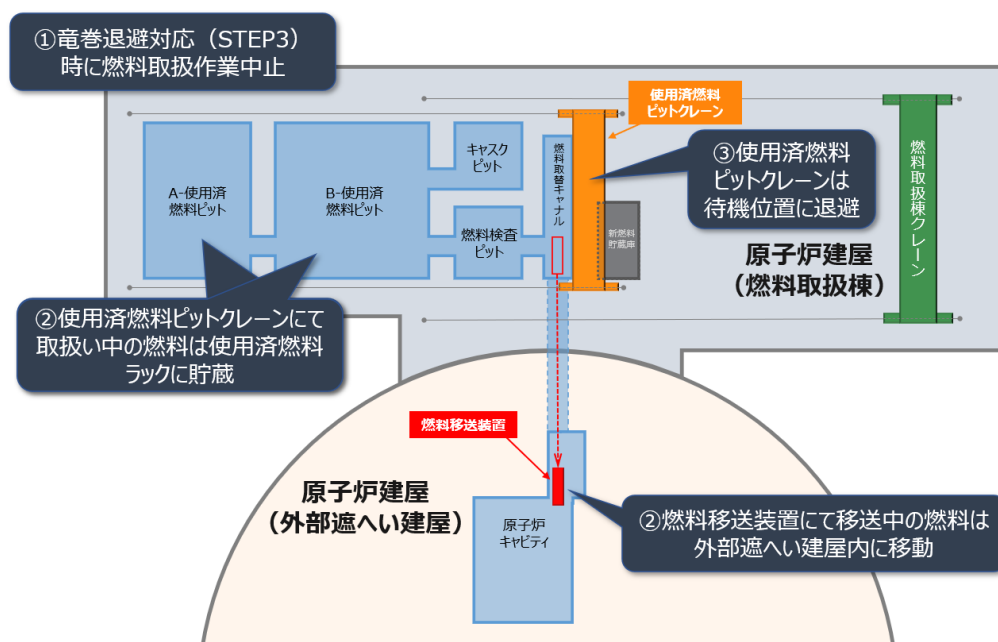 ①竜巻退避対応（STEP3）
時に燃料取扱作業中止
使用済燃料
ピットクレーン
A-使用済
燃料ピット
B-使用済
燃料ピット
キャスク
ピット
燃料検査
ピット
燃料取替キャナル
③使用済燃料
ピットクレーンは
待機位置に退避
新燃料
貯蔵庫
燃料取扱棟クレーン
原子炉建屋
（燃料取扱棟）
②使用済燃料ピットクレーンにて
取扱い中の燃料は使用済燃料
ラックに貯蔵
燃料移送装置
原子炉建屋
（外部遮へい建屋）
原子炉
キャビティ
②燃料移送装置にて移送中の燃料は
外部遮へい建屋内に移動